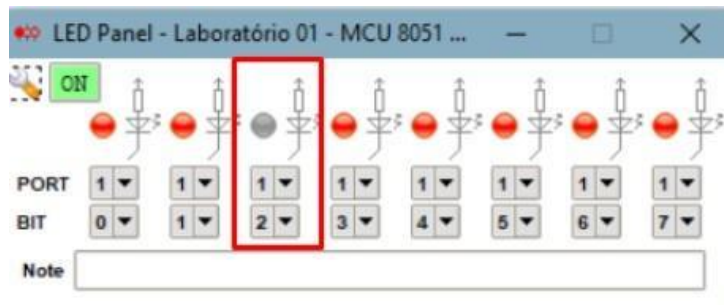 LED Panel - Laboratório 01 - MCU 8051 ...
ON
PORT 1 1 1 1 1 1 1 1
BIT 0 1 2 3 4 5 6 7
Note